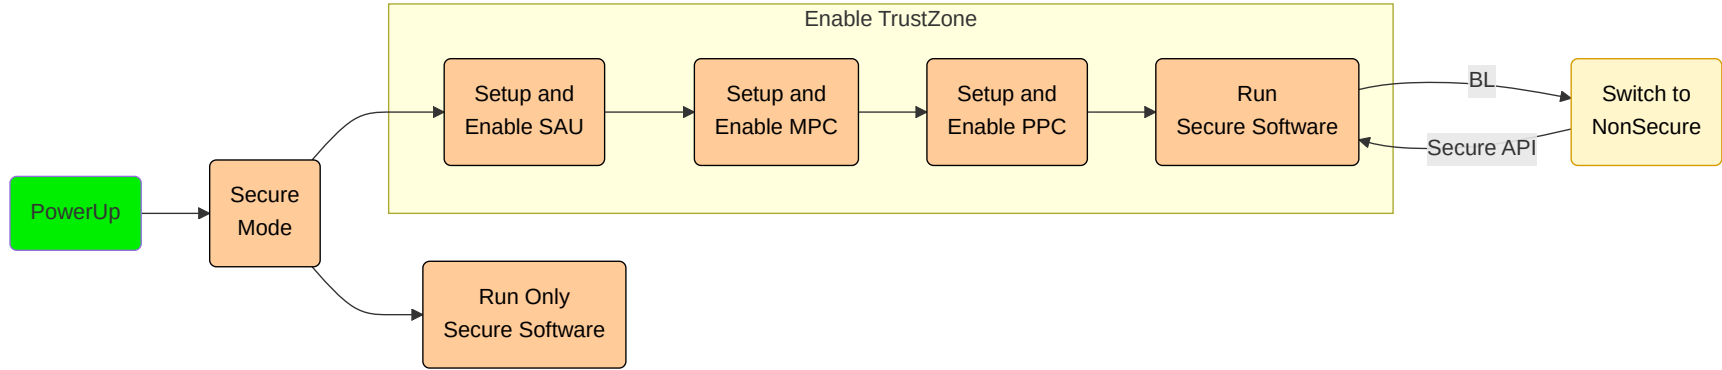 Enable TrustZone
PowerUp
Secure
Mode
Setup and
Enable SAU
Setup and
Enable MPC
Setup and
Enable PPC
Run
Secure Software
BL
Secure API
Switch to
NonSecure
Run Only
Secure Software